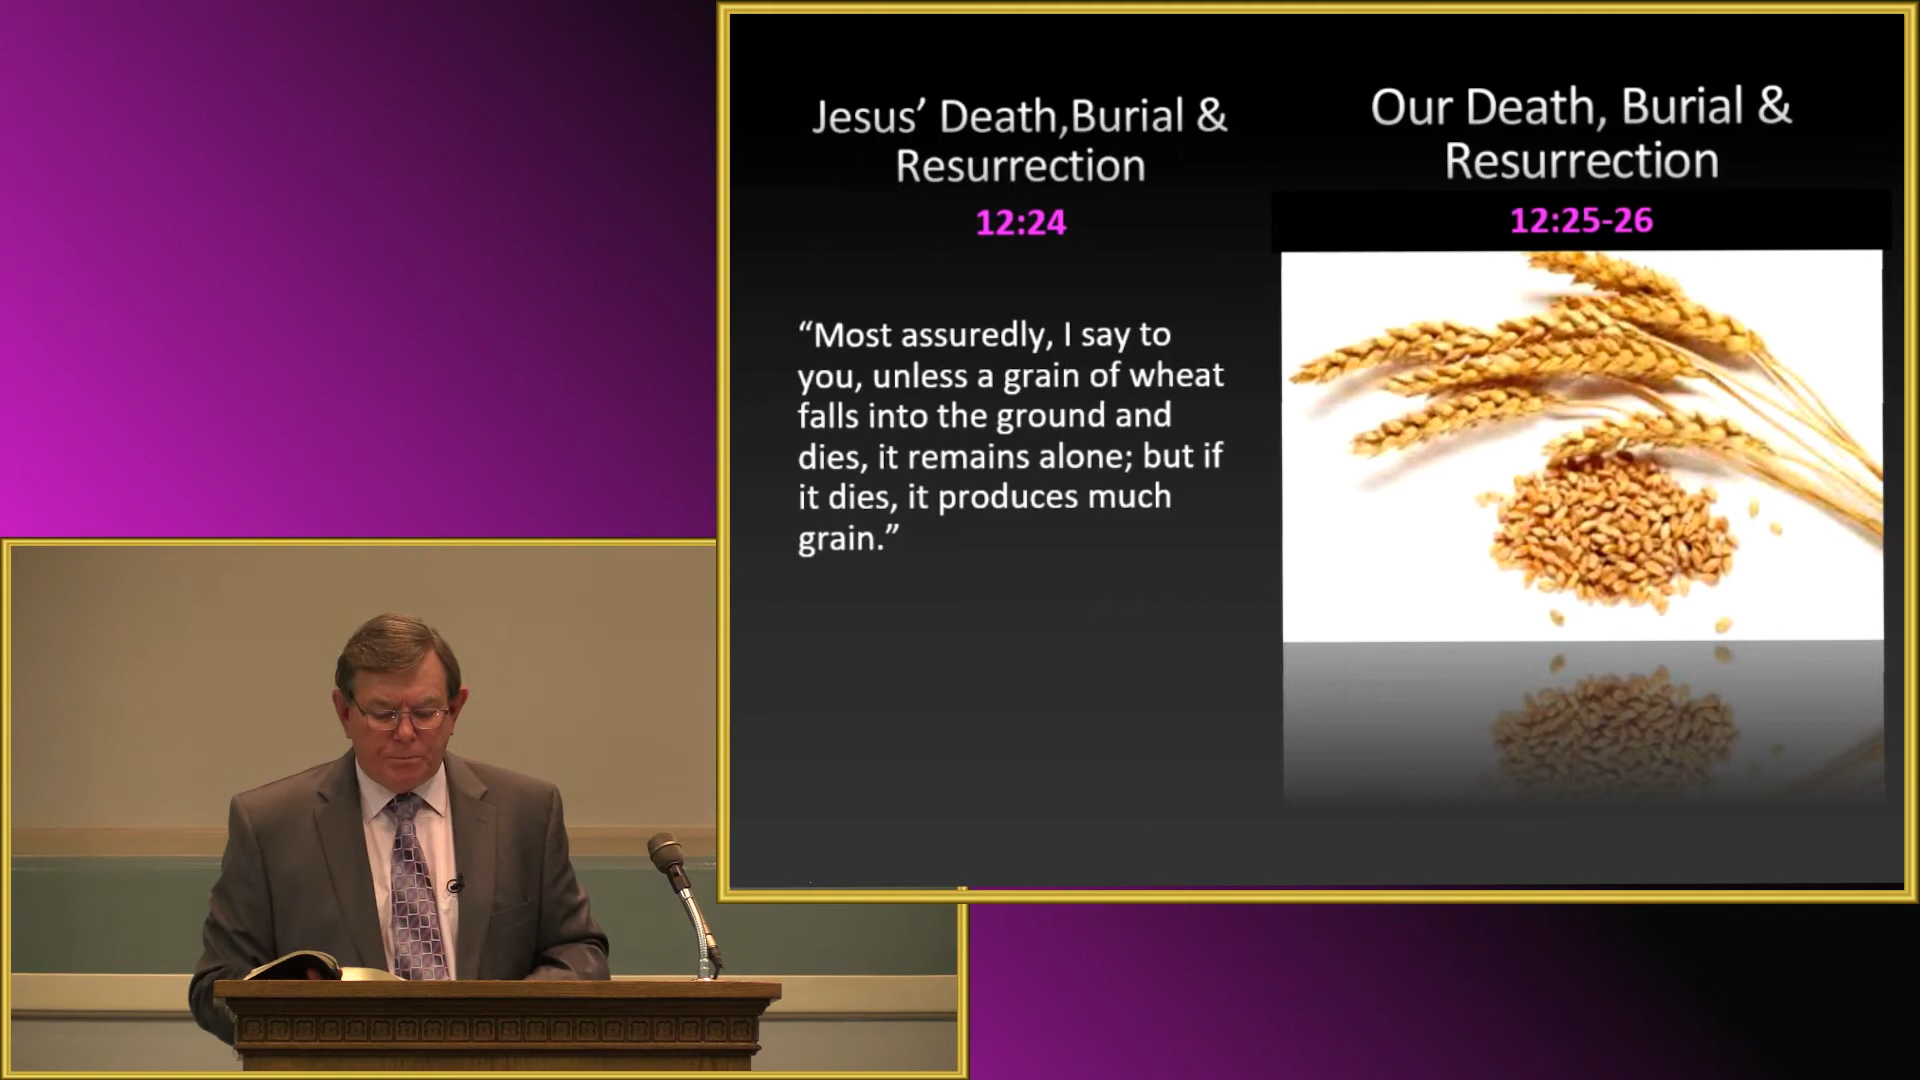 Jesus’ Death,Burial &
Resurrection
12:24
“Most assuredly, I say to
you, unless a grain of wheat
falls into the ground and
dies, it remains alone; but if
it dies, it produces much
grain.”
Our Death, Burial &
Resurrection
12:25-26